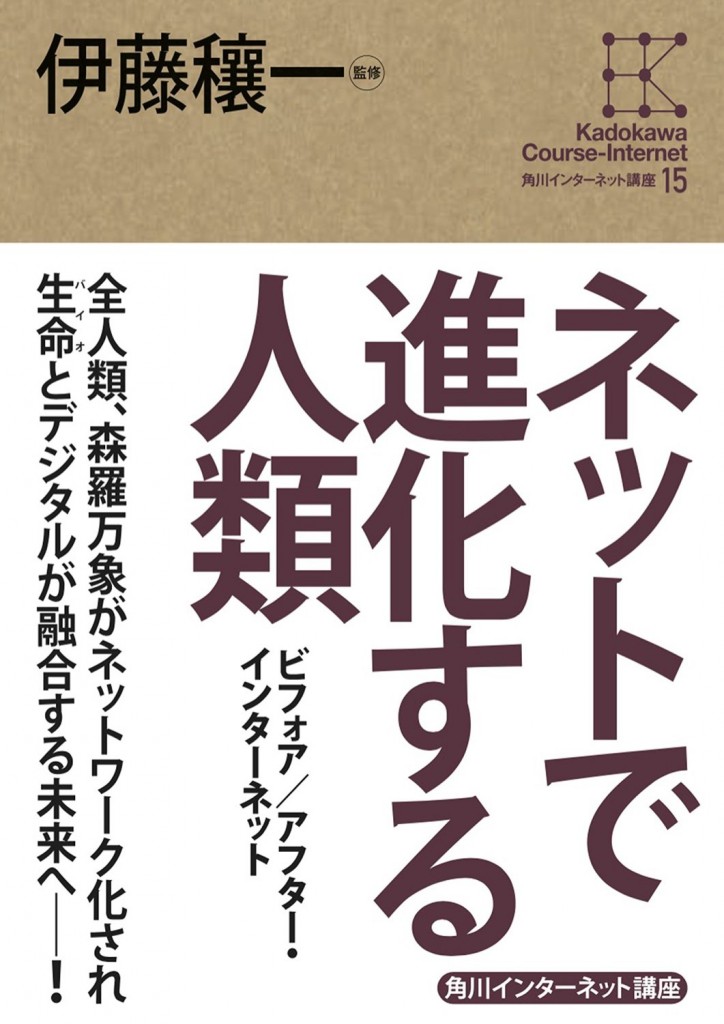 伊藤穰一 監修
Kadokawa
Course-Internet
角川インターネット講座 15
ネットで
進化する
人類
ビフォア／アフター・
インターネット
全人類、森羅万象がネットワーク化され
生命とデジタルが融合する未来へ──！
バイオ
角川インターネット講座